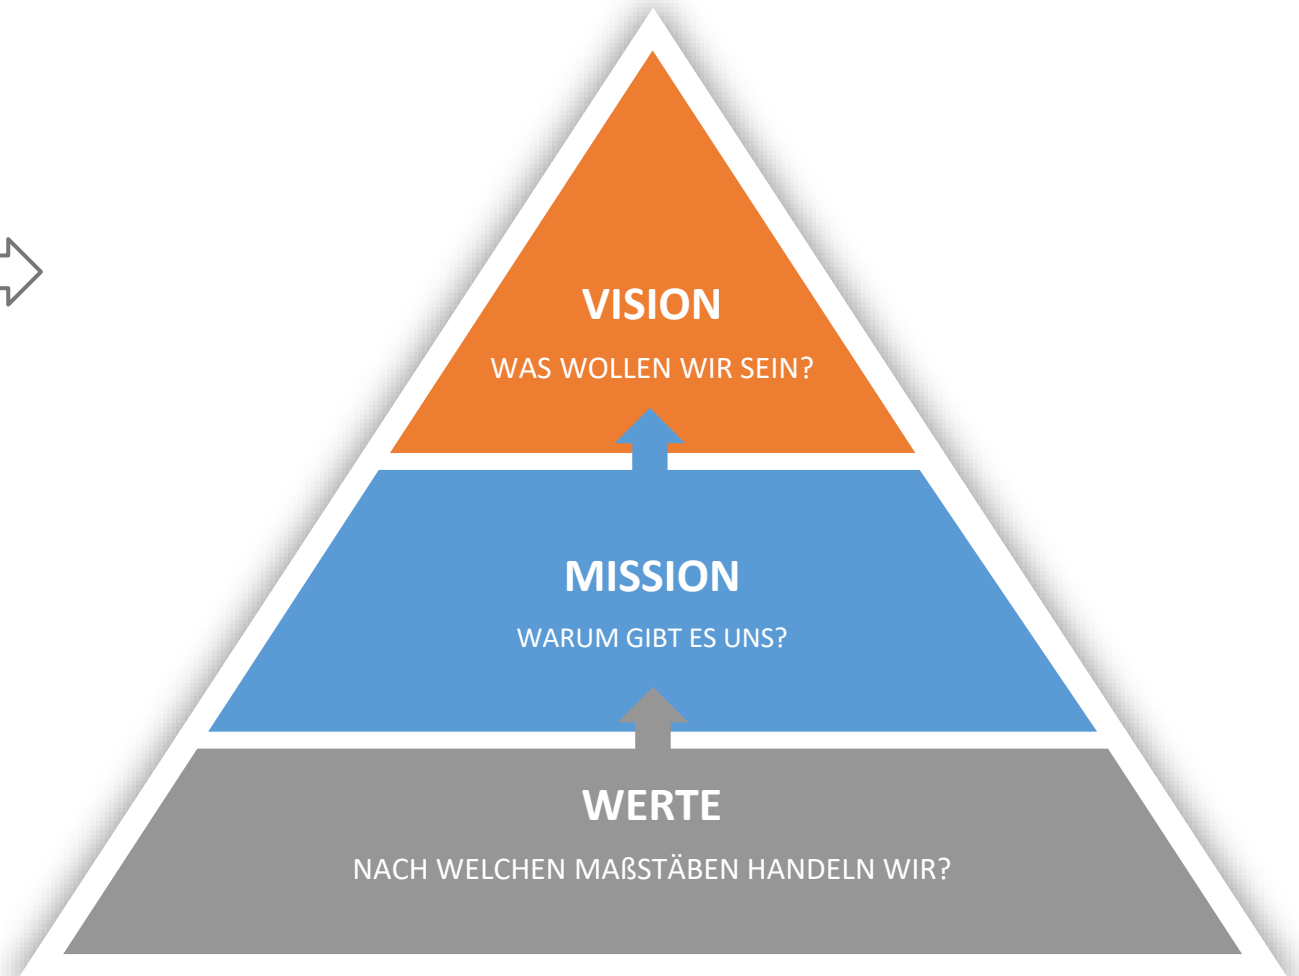 VISION
WAS WOLLEN WIR SEIN?
MISSION
WARUM GIBT ES UNS?
WERTE
NACH WELCHEN MAßSTÄBEN HANDELN WIR?